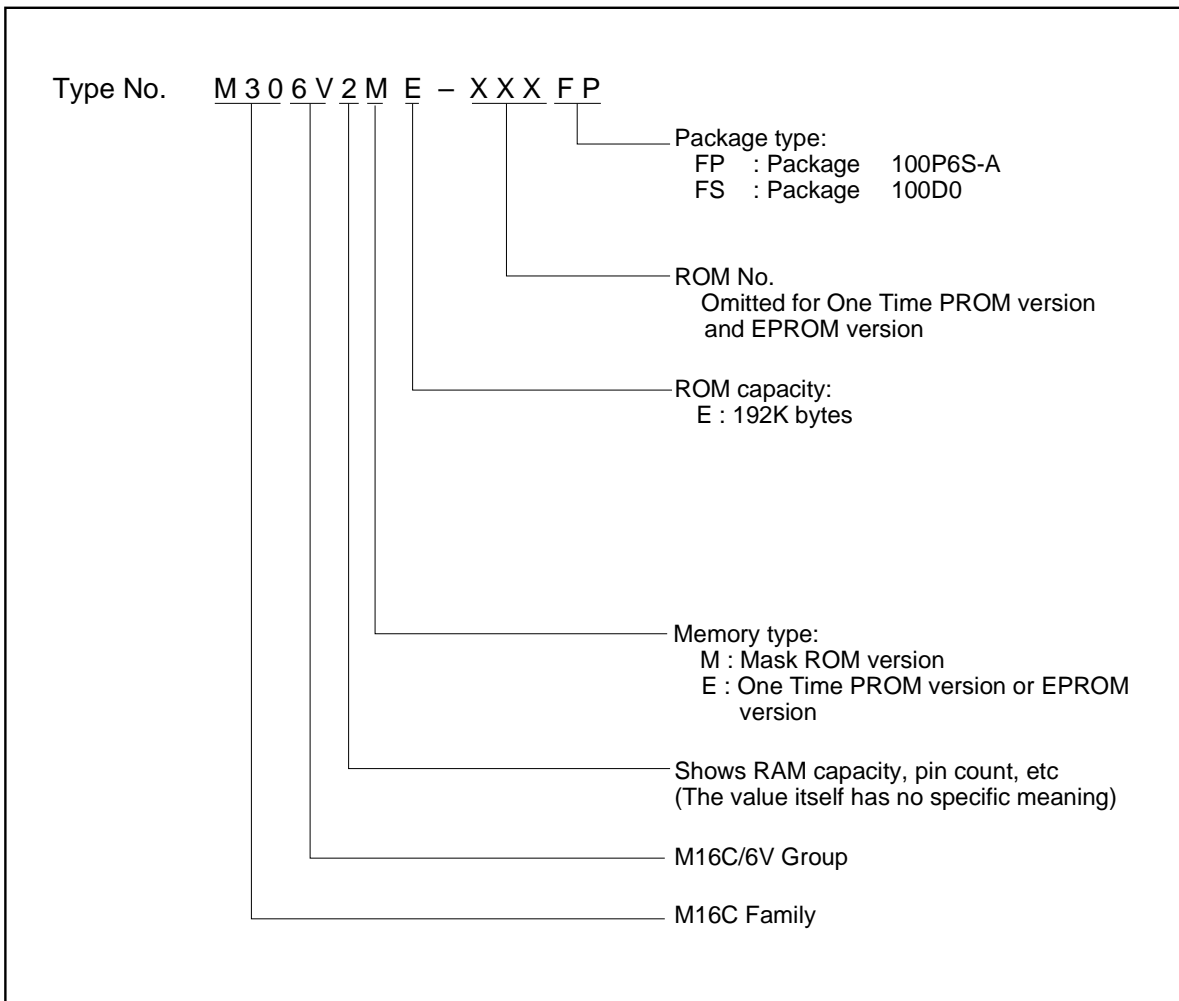 Type No. M 3 0 6 V 2 M E – X X X F P
Package type:
FP : Package 100P6S-A
FS : Package 100D0
ROM No.
Omitted for One Time PROM version
and EPROM version
ROM capacity:
E : 192K bytes
Memory type:
M : Mask ROM version
E : One Time PROM version or EPROM
version
Shows RAM capacity, pin count, etc
(The value itself has no specific meaning)
M16C/6V Group
M16C Family